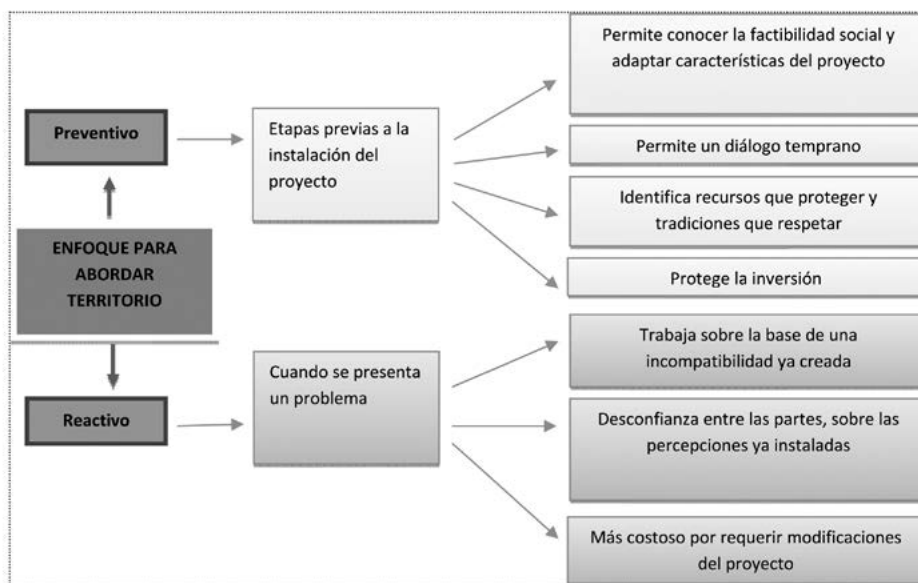 Permite conocer la factibilidad social y
adaptar características del proyecto
Preventivo
Etapas previas a la
instalación del
proyecto
Permite un diálogo temprano
Identifica recursos que proteger y
tradiciones que respetar
ENFOQUE PARA
ABORDAR
TERRITORIO
Protege la inversión
Trabaja sobre la base de una
incompatibilidad ya creada
Cuando se presenta
un problema
Reactivo
Desconfianza entre las partes, sobre las
percepciones ya instaladas
Más costoso por requerir modificaciones
del proyecto